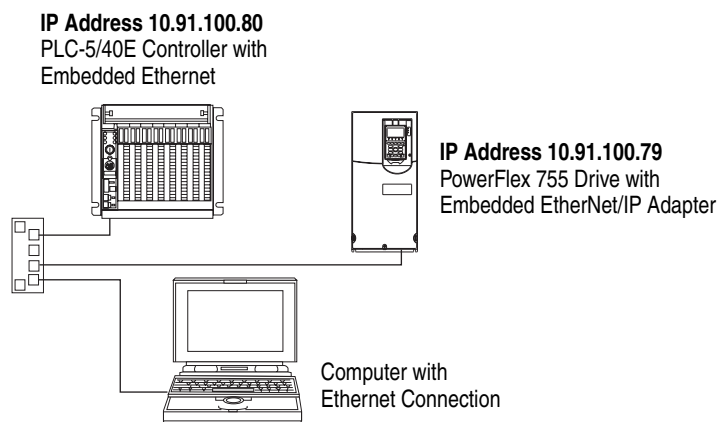 IP Address 10.91.100.80
PLC-5/40E Controller with
Embedded Ethernet
IP Address 10.91.100.79
PowerFlex 755 Drive with
Embedded EtherNet/IP Adapter
Computer with
Ethernet Connection